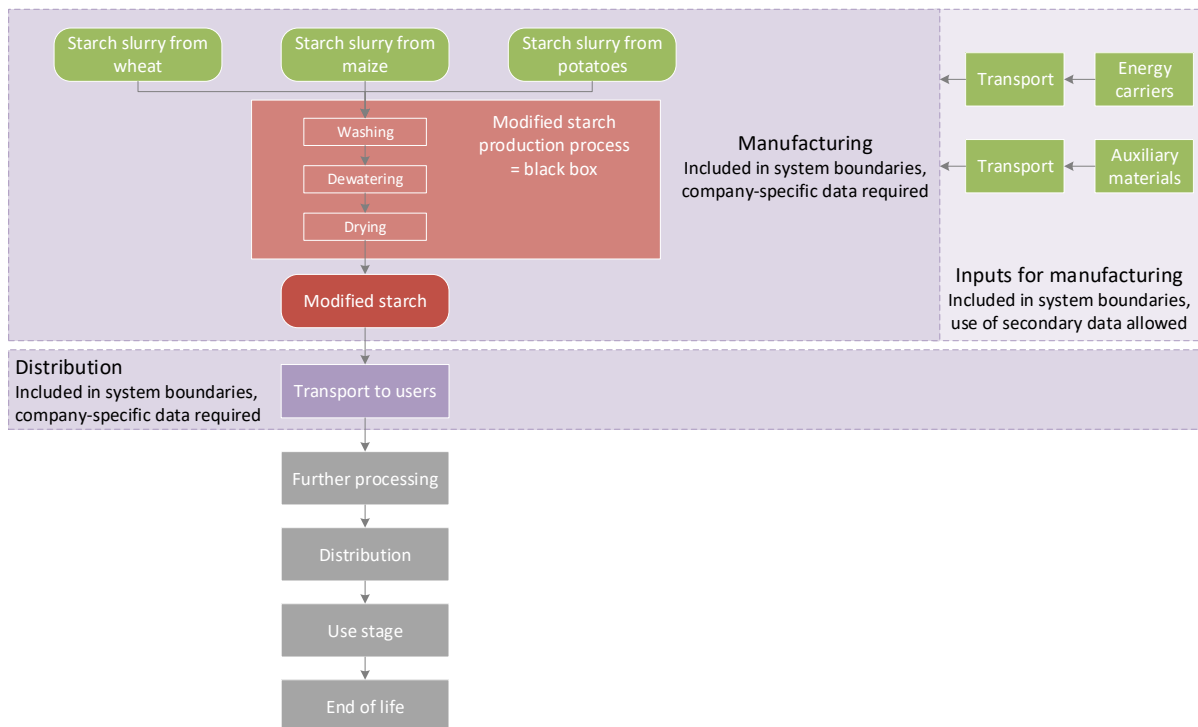 Starch slurry from
wheat
Starch slurry from
maize
Starch slurry from
potatoes
Washing
Dewatering
Drying
Modified starch
production process
= black box
Modified starch
Manufacturing
Included in system boundaries,
company-specific data required
Transport
Energy
carriers
Transport
Auxiliary
materials
Inputs for manufacturing
Included in system boundaries,
use of secondary data allowed
Distribution
Included in system boundaries,
company-specific data required
Transport to users
Further processing
Distribution
Use stage
End of life